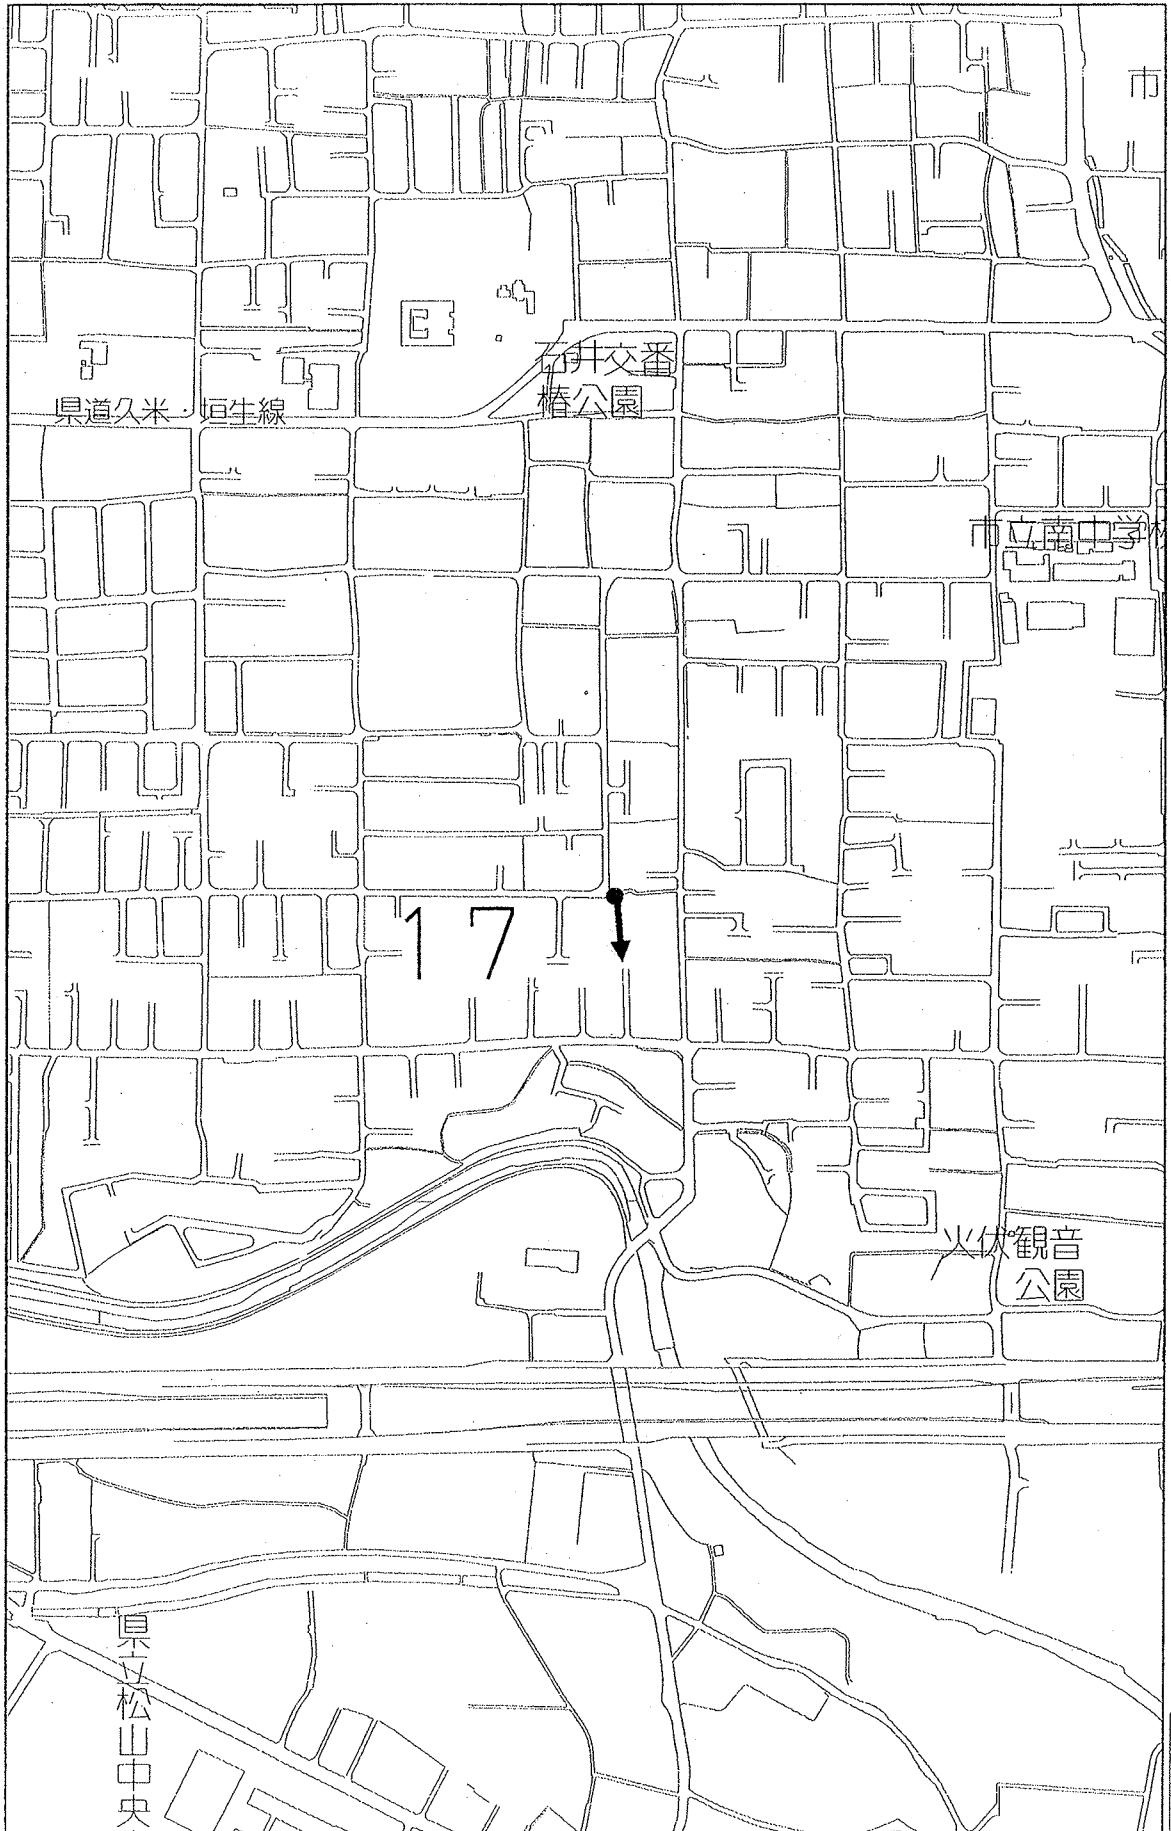 市
石井交番
椿公園
県道久米 垣生線
市立南中学校
17
火伏観音
公園
県立松山中央